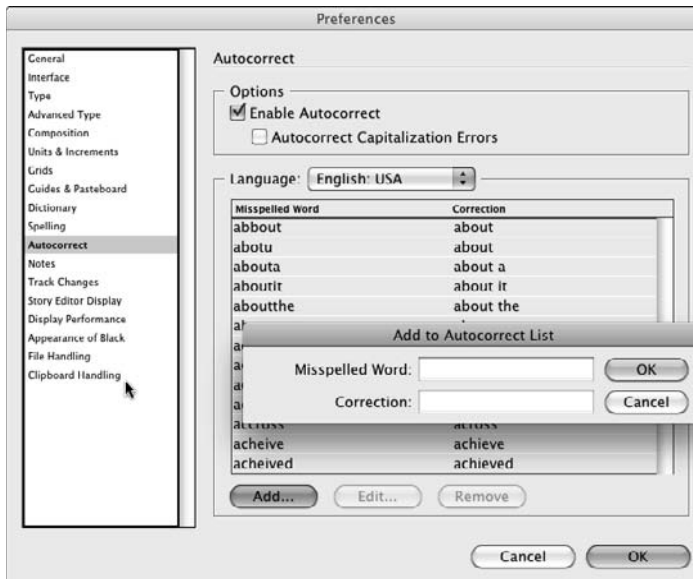 Preferences
General
Interface
Type
Advanced Type
Composition
Units & Increments
Grids
Guides & Pasteboard
Dictionary
Spelling
Autocorrect
Notes
Track Changes
Story Editor Display
Display Performance
Appearance of Black
File Handling
Clipboard Handling
Autocorrect
Options
Enable Autocorrect
Autocorrect Capitalization Errors
Language: English: USA
Misspelled Word Correction
abbout about
abotu about
abouta about a
aboutit about it
aboutthe about the
Add to Autocorrect List
Misspelled Word: OK
Correction: Cancel
accross across
acheive achieve
acheived achieved
Add... Edit... Remove
Cancel OK